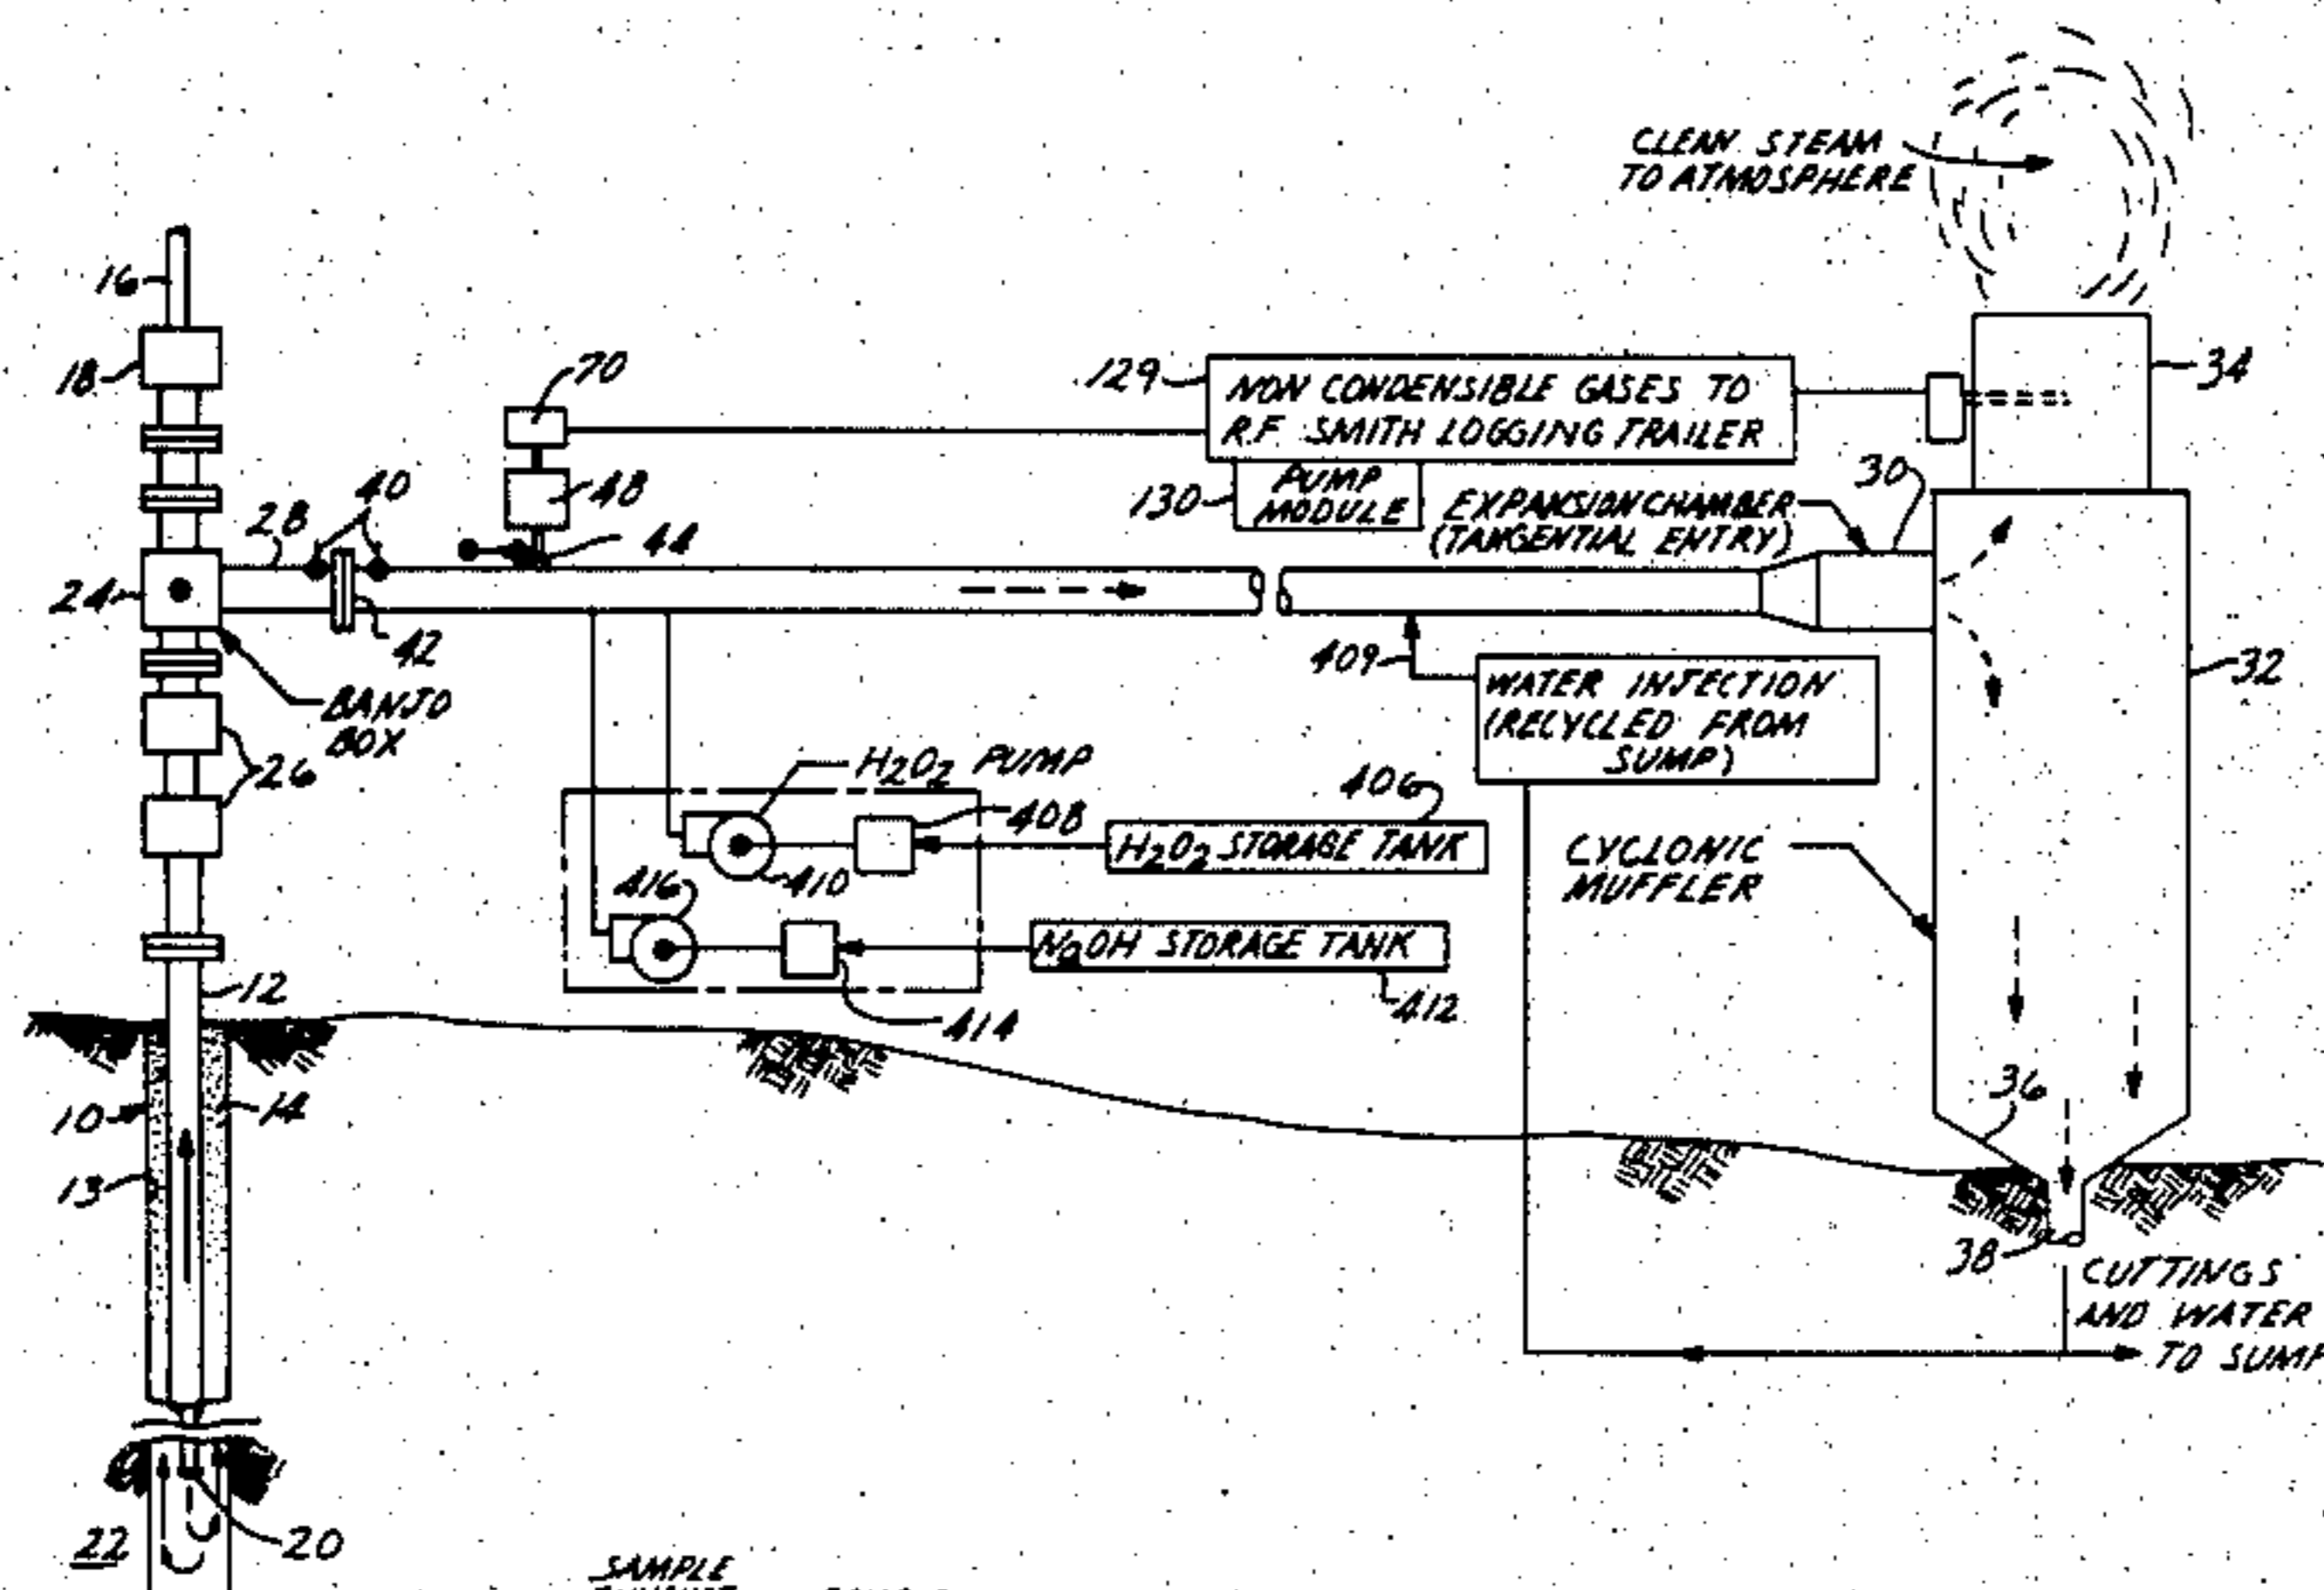 CLEAN STEAM
TO ATMOSPHERE
16
18
70
129
NON CONDENSIBLE GASES TO
R.F. SMITH LOGGING TRAILER
34
40
48
130
PUMP
MODULE
30
EXPANSION CHAMBER
(TANGENTIAL ENTRY)
28
44
24
42
409
WATER INJECTION
(RECYCLED FROM
SUMP)
32
BANJO
BOX
26
H2O2 PUMP
406
408
H2O2 STORAGE TANK
410
CYCLONIC
MUFFLER
416
NaOH STORAGE TANK
12
414
412
10
14
36
13
38
CUTTINGS
AND WATER
TO SUMP
22
20
SAMPLE